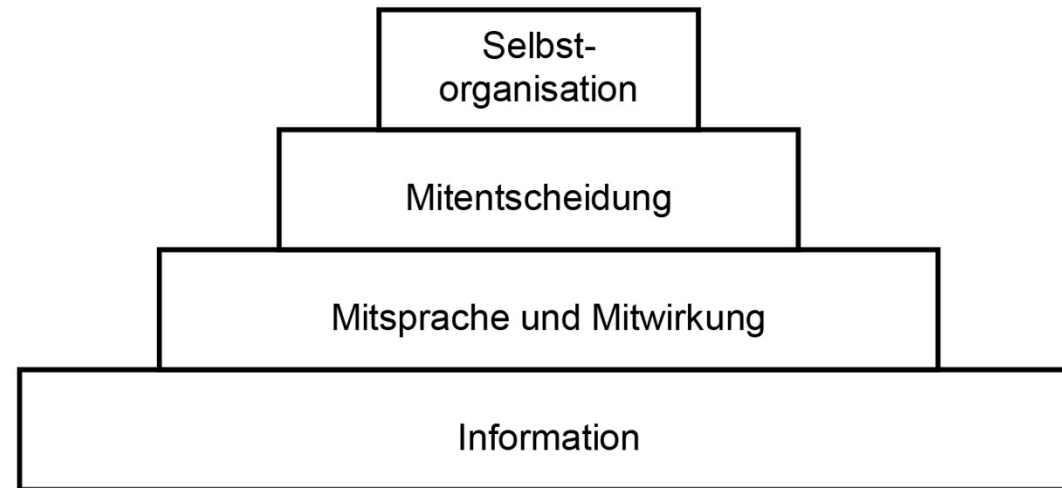 Selbst-
organisation
Mitentscheidung
Mitsprache und Mitwirkung
Information